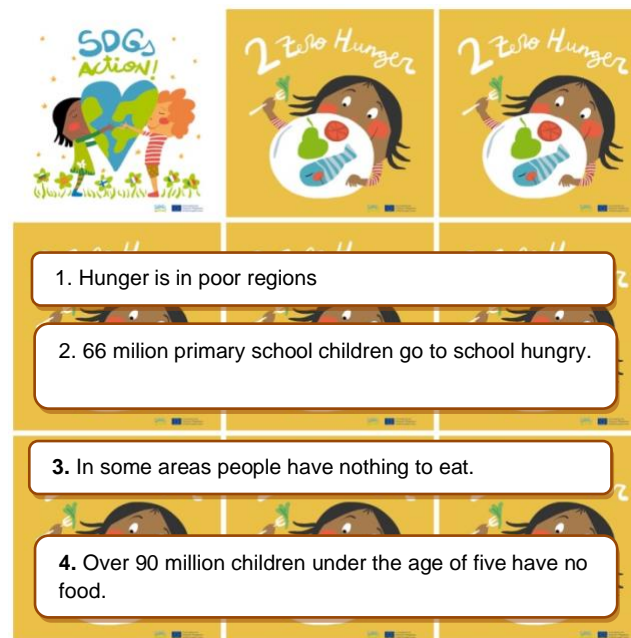 SDGs
ACTION!
2 Zero Hunger
2 Zero Hunger
1. Hunger is in poor regions
2. 66 milion primary school children go to school hungry.
3. In some areas people have nothing to eat.
4. Over 90 million children under the age of five have no
food.